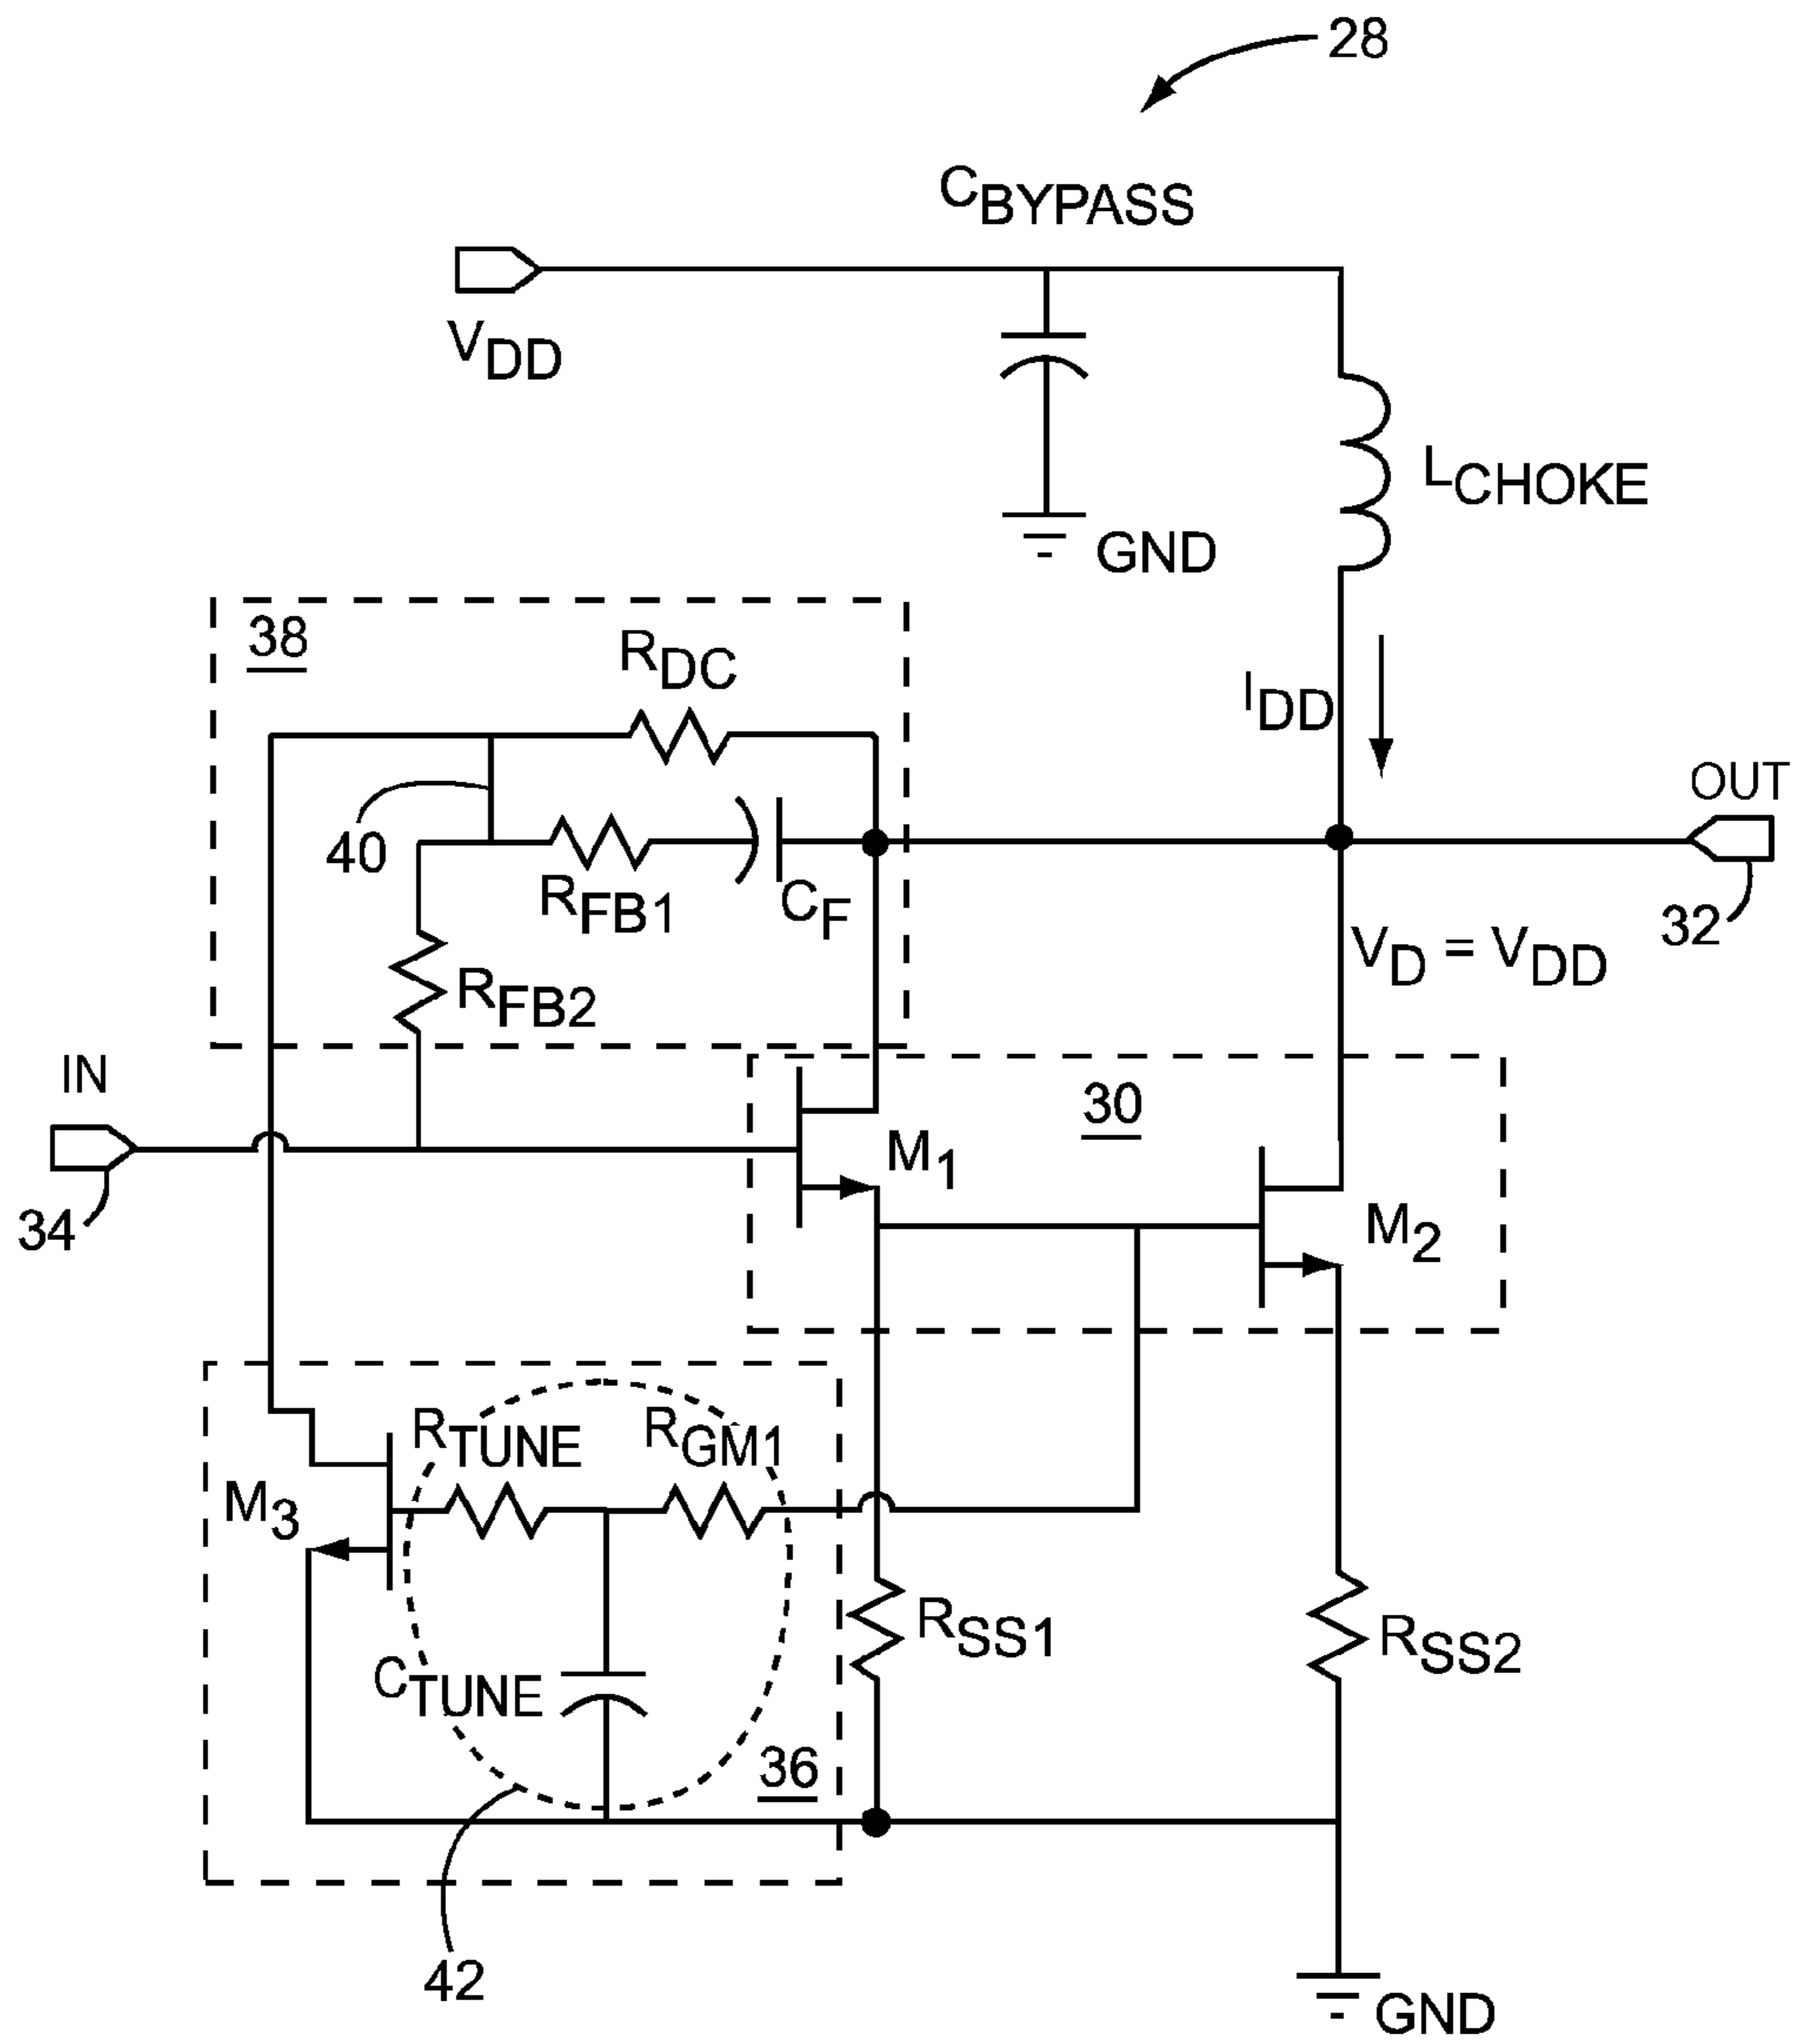 28
CBYPASS
VDD
LCHOKE
GND
38
RDC
IDD
OUT
40
RFB1
CF
32
VD = VDD
RFB2
IN
30
M1
34
M2
RTUNE
RGM1
M3
RSS1
RSS2
CTUNE
36
42
GND